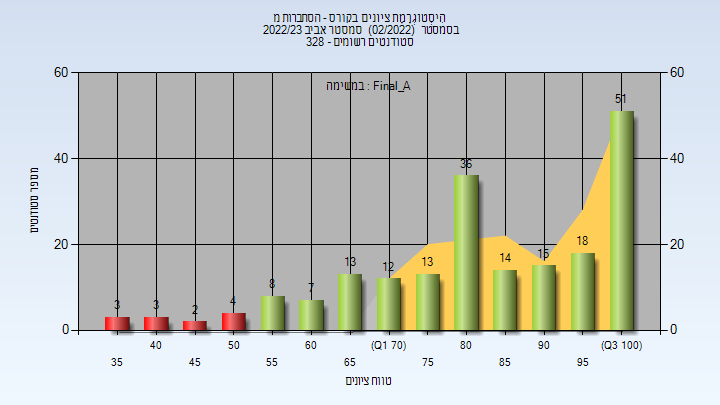 היסטוגרמת ציונים בקורס - הסתברות מ
בסמסטר (02/2022) סמסטר אביב 2022/23
סטודנטים רשומים - 328
במשימה : Final_A
60 60
40 40
20 20
0 0
מספר סטודנטים
3 3 2 4 8 7 13 12 13 36 14 15 18 51
40 50 60 (Q1 70) 80 90 (Q3 100)
35 45 55 65 75 85 95
טווח ציונים